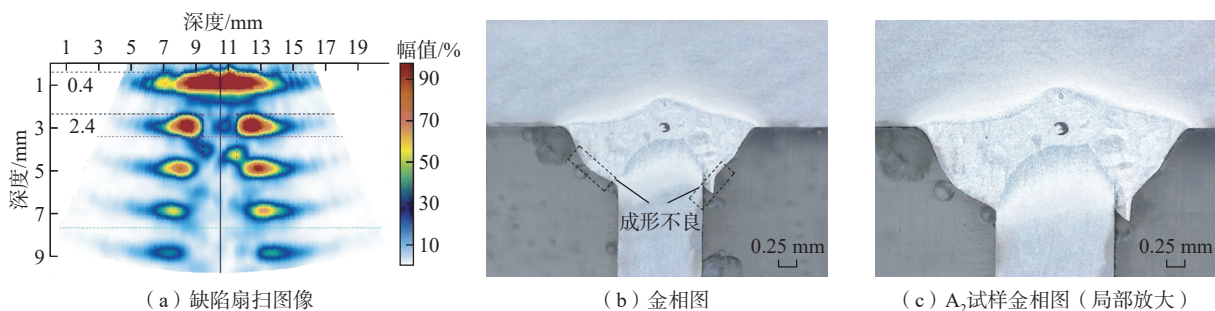 深度/mm
1 3 5 7 9 11 13 15 17 19
幅值/%
深度/mm
1
3
5
7
9
0.4
2.4
90
70
50
30
10
(a) 缺陷扇扫图像
成形不良
0.25 mm
(b) 金相图
0.25 mm
(c) A,试样金相图(局部放大)